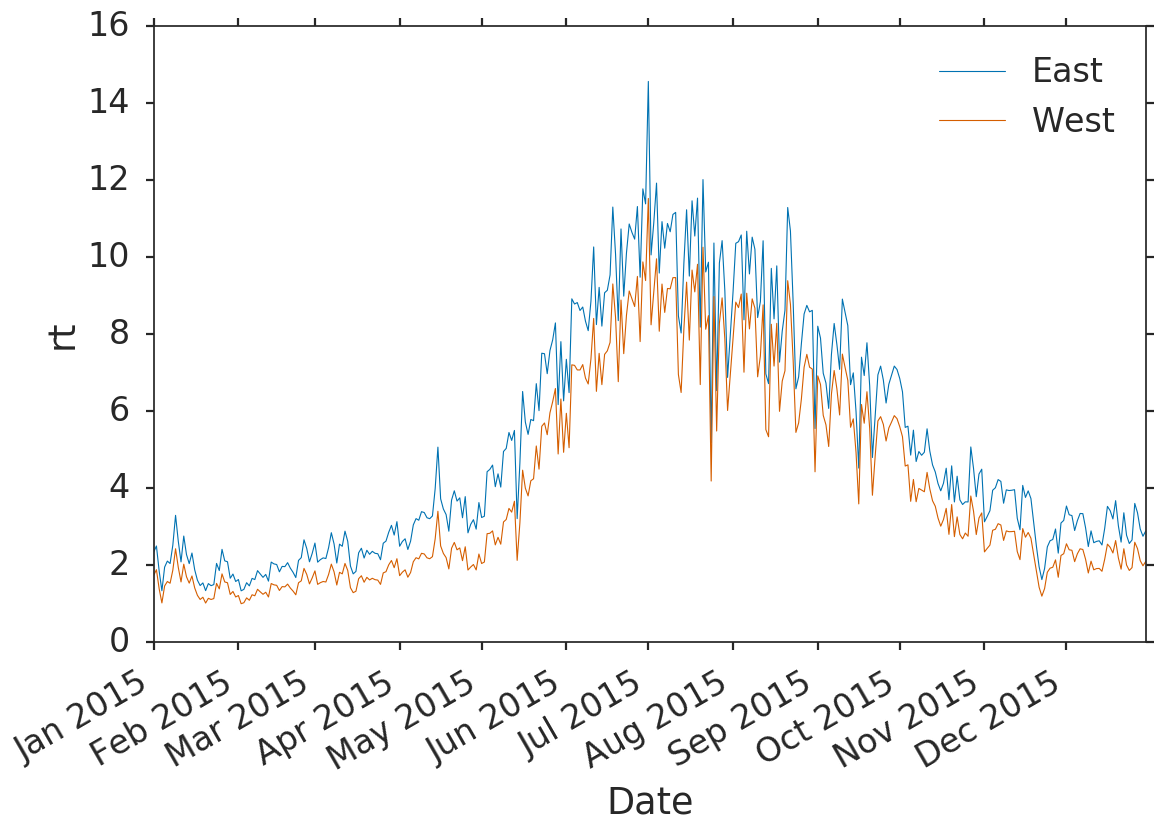 16
14
12
10
8
6
4
2
0
rt
East
West
Jan 2015
Feb 2015
Mar 2015
Apr 2015
May 2015
Jun 2015
Jul 2015
Aug 2015
Sep 2015
Oct 2015
Nov 2015
Dec 2015
Date